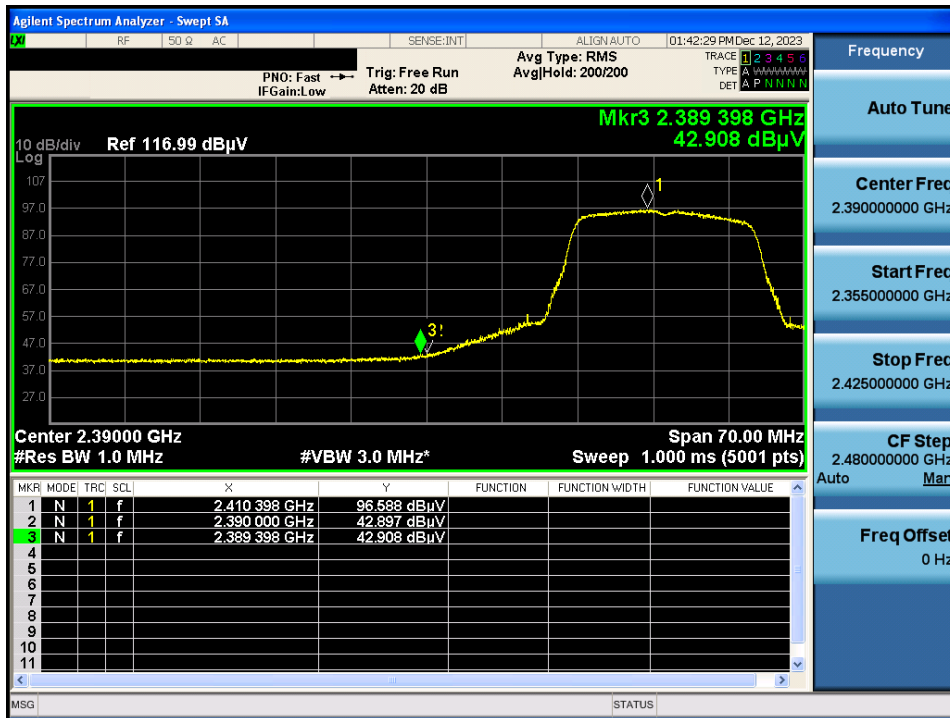 Agilent Spectrum Analyzer - Swept SA
LXI RF 50 Ω AC SENSE:INT ALIGN AUTO 01:42:29 PM Dec 12, 2023
PNO: Fast
IFGain:Low
Trig: Free Run
Atten: 20 dB
Avg Type: RMS
Avg|Hold: 200/200
TRACE 1 2 3 4 5 6
TYPE A
DET A P N N N N
Mkr3 2.389 398 GHz
42.908 dBµV
10 dB/div Ref 116.99 dBµV
Log
107
97.0
87.0
77.0
67.0
57.0
47.0
37.0
27.0
1
3
Center 2.39000 GHz Span 70.00 MHz
#Res BW 1.0 MHz #VBW 3.0 MHz* Sweep 1.000 ms (5001 pts)
MKR MODE TRC SCL X Y FUNCTION FUNCTION WIDTH FUNCTION VALUE
1 N 1 f 2.410 398 GHz 96.588 dBµV
2 N 1 f 2.390 000 GHz 42.897 dBµV
3 N 1 f 2.389 398 GHz 42.908 dBµV
4
5
6
7
8
9
10
11
MSG STATUS
Frequency
Auto Tune
Center Freq
2.390000000 GHz
Start Freq
2.355000000 GHz
Stop Freq
2.425000000 GHz
CF Step
2.480000000 GHz
Auto Man
Freq Offset
0 Hz